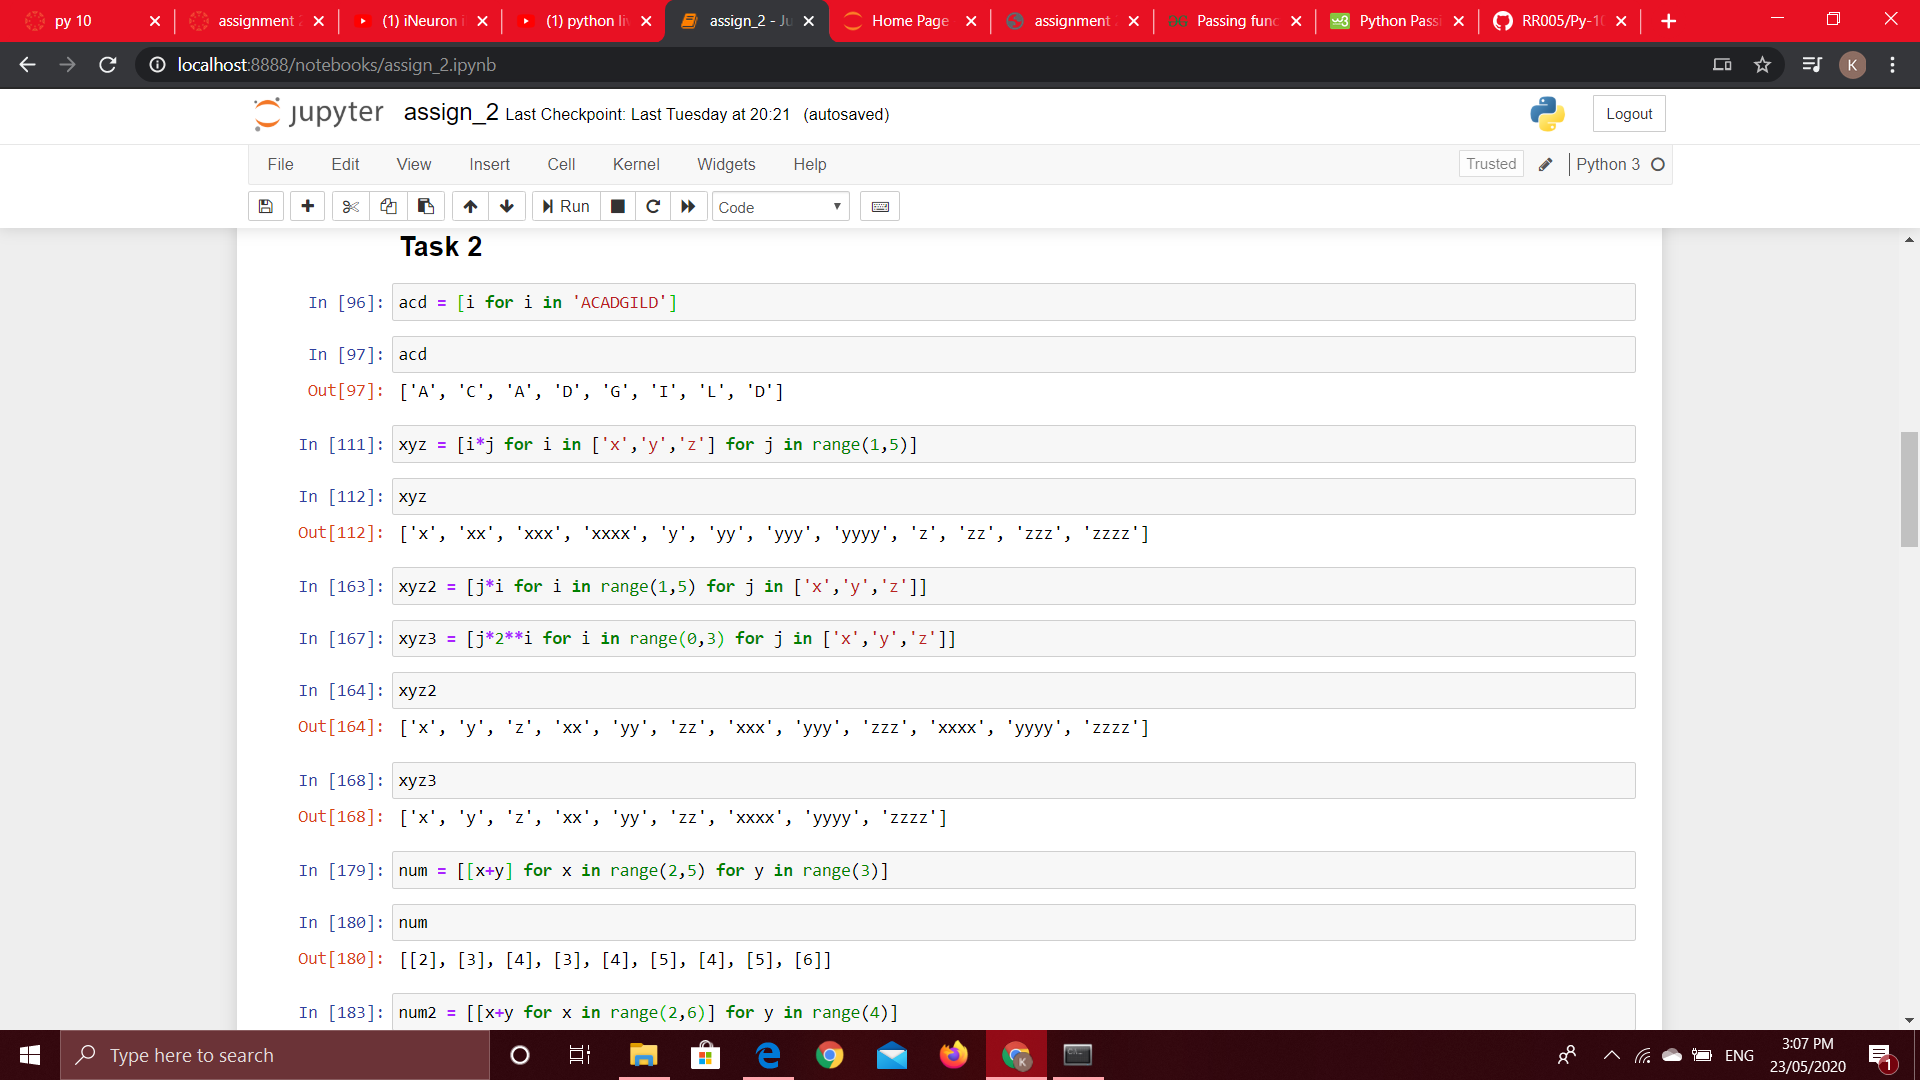 py 10
assignment 2
(1) iNeuron i
(1) python li
assign_2 - Ju
Home Page
assignment
Passing func
Python Passi
RR005/Py-10
localhost:8888/notebooks/assign_2.ipynb
K
jupyter assign_2 Last Checkpoint: Last Tuesday at 20:21 (autosaved)
Logout
File Edit View Insert Cell Kernel Widgets Help
Trusted Python 3
Run Code
Task 2
In [96]: acd = [i for i in 'ACADGILD']
In [97]: acd
Out[97]: ['A', 'C', 'A', 'D', 'G', 'I', 'L', 'D']
In [111]: xyz = [i*j for i in ['x','y','z'] for j in range(1,5)]
In [112]: xyz
Out[112]: ['x', 'xx', 'xxx', 'xxxx', 'y', 'yy', 'yyy', 'yyyy', 'z', 'zz', 'zzz', 'zzzz']
In [163]: xyz2 = [j*i for i in range(1,5) for j in ['x','y','z']]
In [167]: xyz3 = [j*2**i for i in range(0,3) for j in ['x','y','z']]
In [164]: xyz2
Out[164]: ['x', 'y', 'z', 'xx', 'yy', 'zz', 'xxx', 'yyy', 'zzz', 'xxxx', 'yyyy', 'zzzz']
In [168]: xyz3
Out[168]: ['x', 'y', 'z', 'xx', 'yy', 'zz', 'xxxx', 'yyyy', 'zzzz']
In [179]: num = [[x+y] for x in range(2,5) for y in range(3)]
In [180]: num
Out[180]: [[2], [3], [4], [3], [4], [5], [4], [5], [6]]
In [183]: num2 = [[x+y for x in range(2,6)] for y in range(4)]
Type here to search
K
ENG
3:07 PM
23/05/2020
1